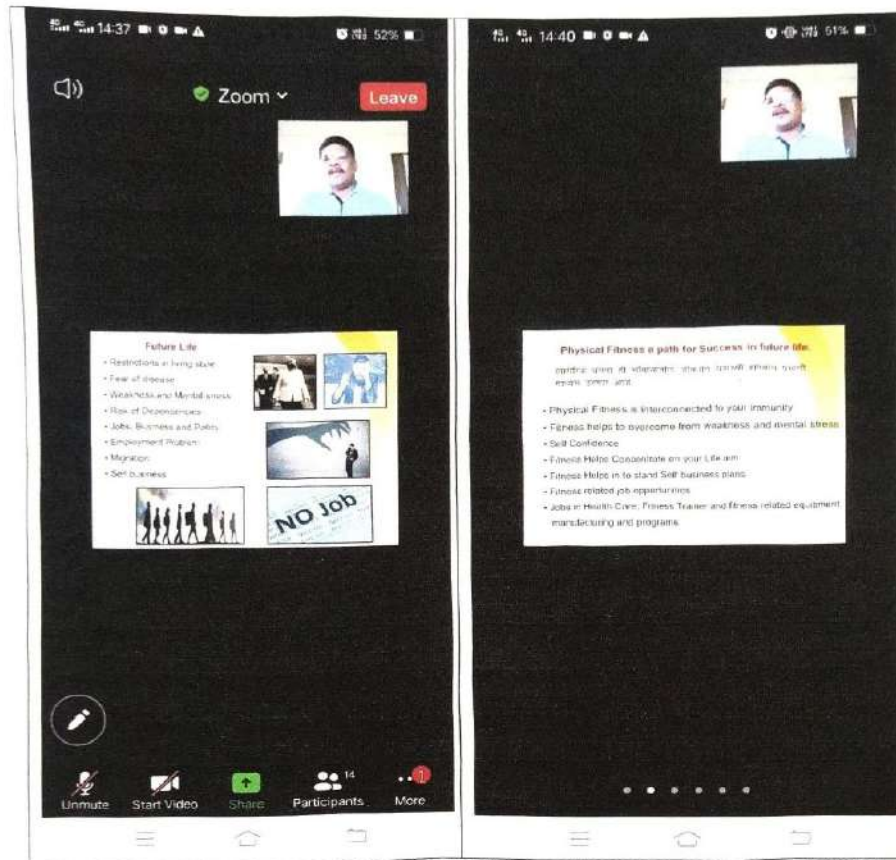 14:37
52%
Zoom
Leave
Future Life
• Restrictions in living style
• Fear of disease
• Weakness and Mental stress
• Risk of Dependencies
• Jobs, Business and Policy
• Employment Problem
• Migration
• Self business
NO Job
Unmute
Start Video
Share
Participants
14
More
1
14:40
51%
Physical Fitness a path for Success in future life.
• Physical Fitness is interconnected to your immunity
• Fitness helps to overcome from weakness and mental stress
• Self Confidence
• Fitness Helps Concentrate on your Life aim
• Fitness Helps in to stand Self business plans
• Fitness related job opportunities
• Jobs in Health Care, Fitness Trainer and fitness related equipment
manufacturing and programs